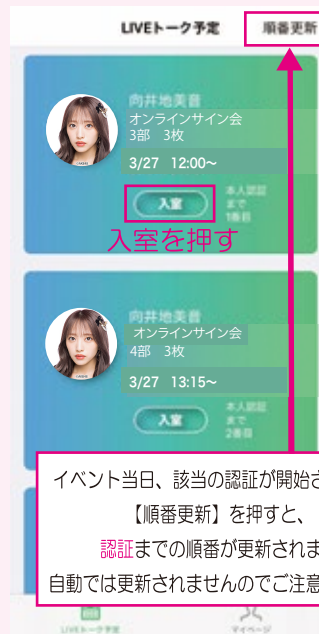 LIVEトーク予定
順番更新
向井地美音
オンラインサイン会
3部 3枚
3/27 12:00~
入室
本人認証
まで
1番目
入室を押す
向井地美音
オンラインサイン会
4部 3枚
3/27 13:15~
入室
本人認証
まで
2番目
イベント当日、該当の認証が開始さ
【順番更新】を押すと、
認証までの順番が更新されま
自動では更新されませんのでご注意
LIVEトーク予定
マイページ